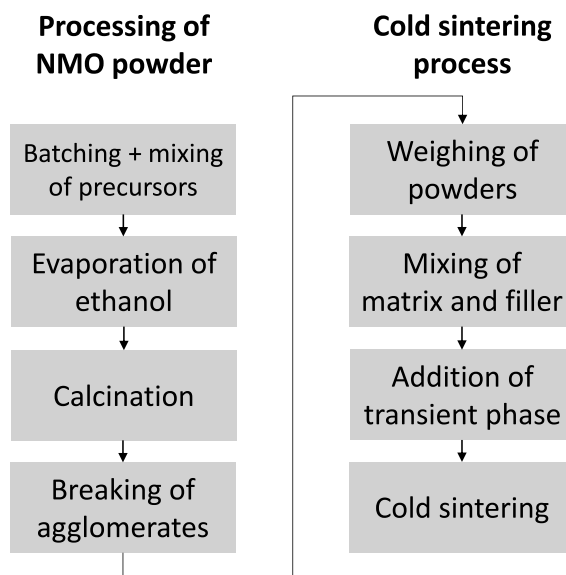 Processing of
NMO powder
Batching + mixing
of precursors
Evaporation of
ethanol
Calcination
Breaking of
agglomerates
Cold sintering
process
Weighing of
powders
Mixing of
matrix and filler
Addition of
transient phase
Cold sintering